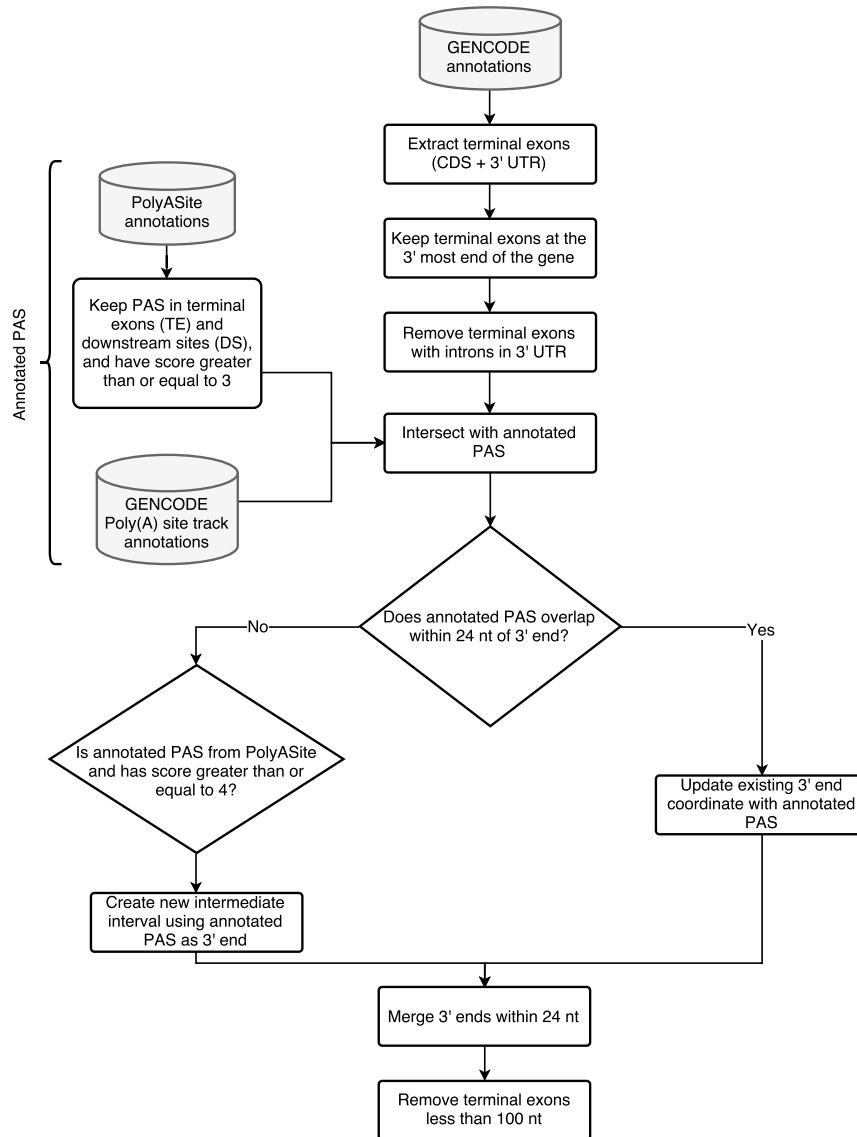 GENCODE
annotations
Extract terminal exons
(CDS + 3' UTR)
Keep terminal exons at the
3' most end of the gene
Remove terminal exons
with introns in 3' UTR
Annotated PAS
PolyASite
annotations
Keep PAS in terminal
exons (TE) and
downstream sites (DS),
and have score greater
than or equal to 3
GENCODE
Poly(A) site track
annotations
Intersect with annotated
PAS
Does annotated PAS overlap
within 24 nt of 3' end?
No
Yes
Is annotated PAS from PolyASite
and has score greater than or
equal to 4?
Update existing 3' end
coordinate with annotated
PAS
Create new intermediate
interval using annotated
PAS as 3' end
Merge 3' ends within 24 nt
Remove terminal exons
less than 100 nt